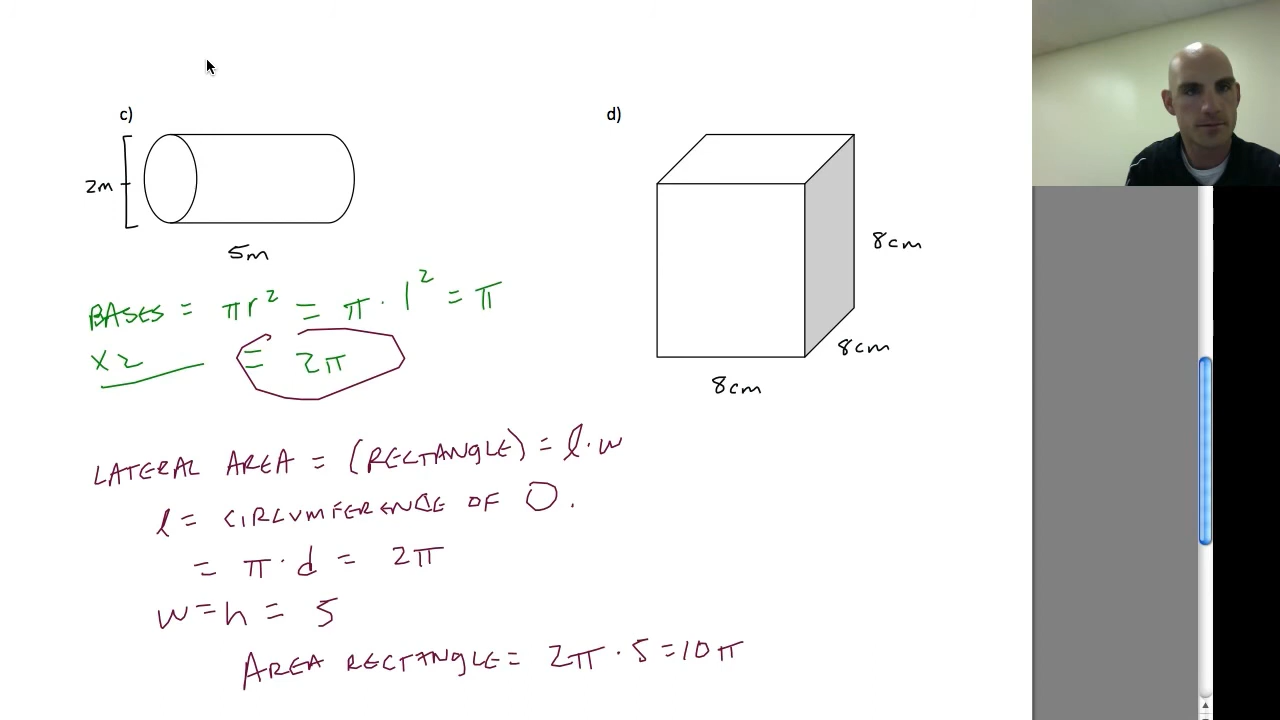 c)
2m
5m
d)
8cm
8cm
8cm
BASES = πr² = π · 1² = π
x2 = 2π
LATERAL AREA = (RECTANGLE) = l · w
l = CIRCUMFERENCE OF O.
= π · d = 2π
w = h = 5
AREA RECTANGLE = 2π · 5 = 10π